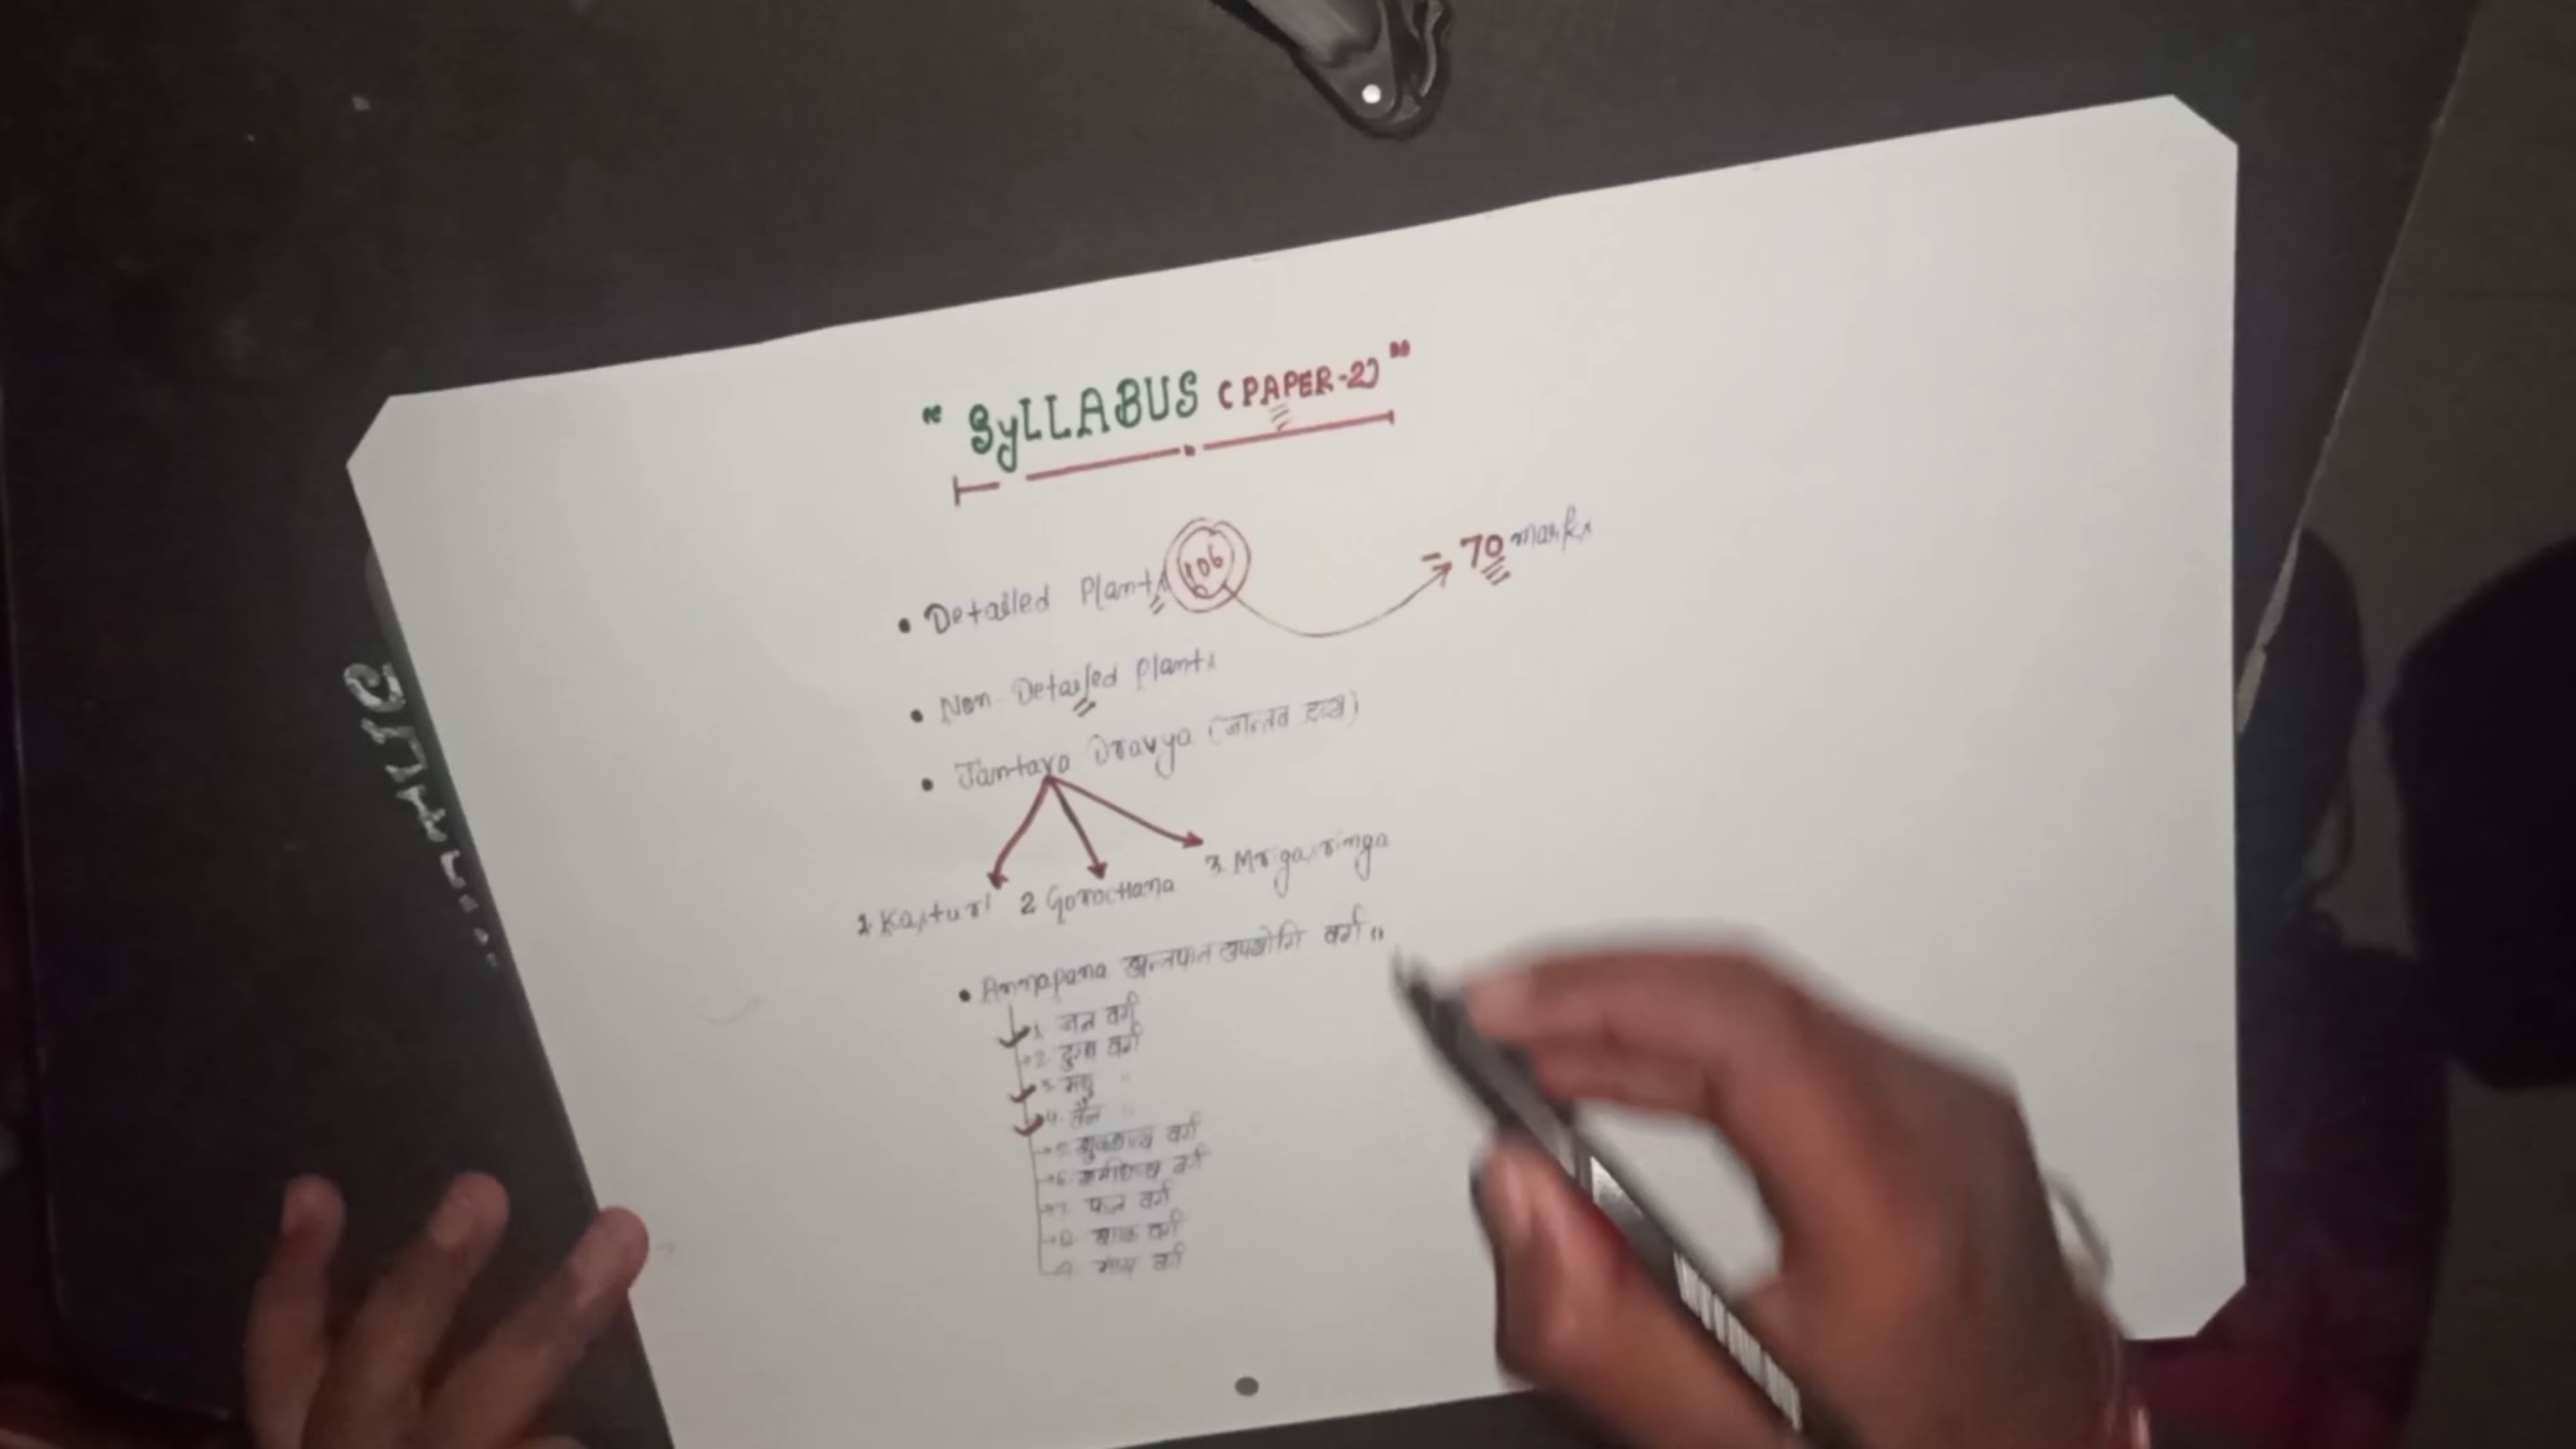 " SYLLABUS (PAPER-2) "
• Detailed Plants 106 = 70 marks
• Non Detailed Plants
• Jantava Dravya (जान्तव द्रव्य)
1. Kasturi 2 Gorochana 3. Mrgasringa
• Annapana अन्नपान उपयोगि वर्ग "
1. जल वर्ग
2. दुग्ध वर्ग
3. मधु "
4. तैल "
5. शुकधान्य वर्ग
6. शमीधान्य वर्ग
7. फल वर्ग
8. शाक वर्ग
9. मांस वर्ग